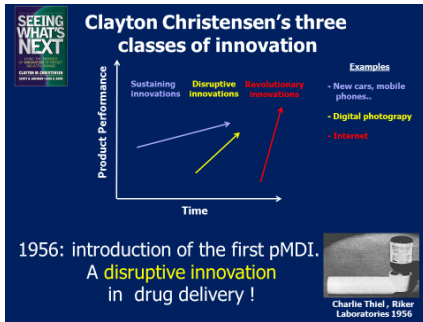 SEEING
WHAT'S
NEXT
CLAYTON M. CHRISTENSEN
Clayton Christensen's three
classes of innovation
Product Performance
Sustaining
innovations
Disruptive
innovations
Revolutionary
innovations
Time
Examples
- New cars, mobile
phones..
- Digital photograpy
- Internet
1956: introduction of the first pMDI.
A disruptive innovation
in drug delivery !
Charlie Thiel , Riker
Laboratories 1956